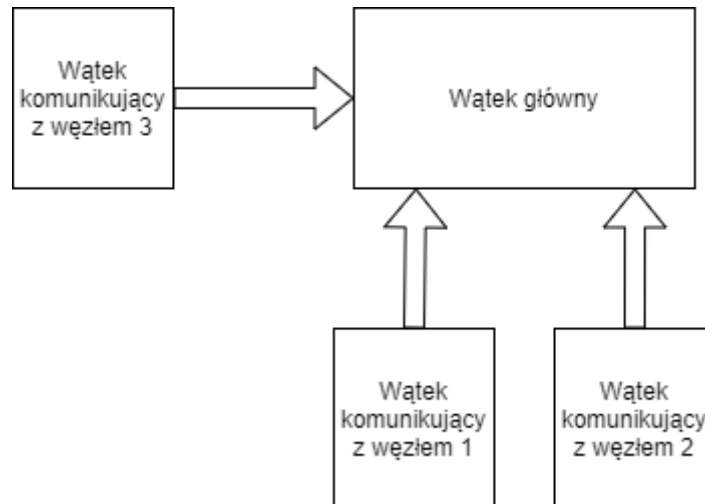 Wątek
komunikujący
z węzłem 3
Wątek główny
Wątek
komunikujący
z węzłem 1
Wątek
komunikujący
z węzłem 2